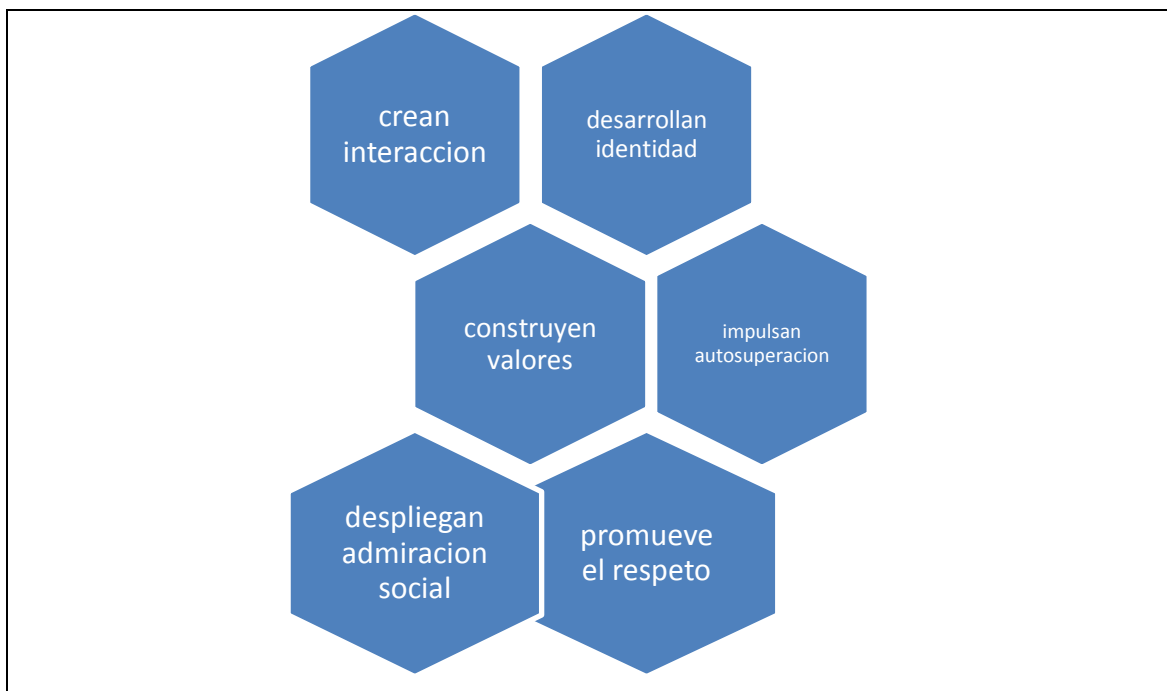 crean
interaccion
desarrollan
identidad
construyen
valores
impulsan
autosuperacion
despliegan
admiracion
social
promueve
el respeto